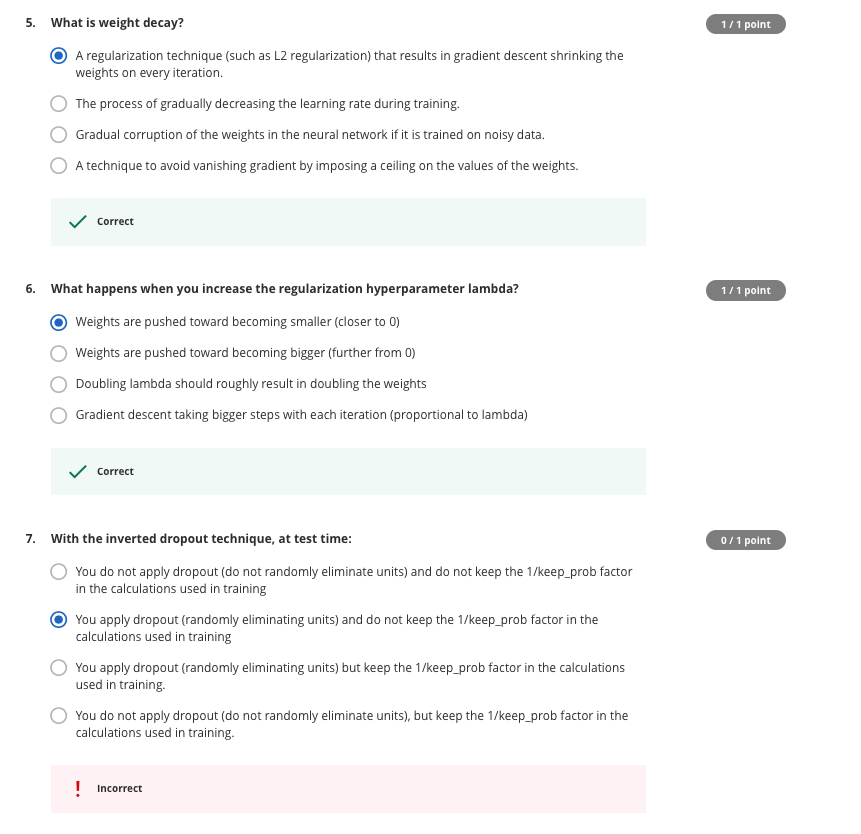 5. What is weight decay?
1 / 1 point
A regularization technique (such as L2 regularization) that results in gradient descent shrinking the
weights on every iteration.
The process of gradually decreasing the learning rate during training.
Gradual corruption of the weights in the neural network if it is trained on noisy data.
A technique to avoid vanishing gradient by imposing a ceiling on the values of the weights.
Correct
6. What happens when you increase the regularization hyperparameter lambda?
1 / 1 point
Weights are pushed toward becoming smaller (closer to 0)
Weights are pushed toward becoming bigger (further from 0)
Doubling lambda should roughly result in doubling the weights
Gradient descent taking bigger steps with each iteration (proportional to lambda)
Correct
7. With the inverted dropout technique, at test time:
0 / 1 point
You do not apply dropout (do not randomly eliminate units) and do not keep the 1/keep_prob factor
in the calculations used in training
You apply dropout (randomly eliminating units) and do not keep the 1/keep_prob factor in the
calculations used in training
You apply dropout (randomly eliminating units) but keep the 1/keep_prob factor in the calculations
used in training.
You do not apply dropout (do not randomly eliminate units), but keep the 1/keep_prob factor in the
calculations used in training.
Incorrect